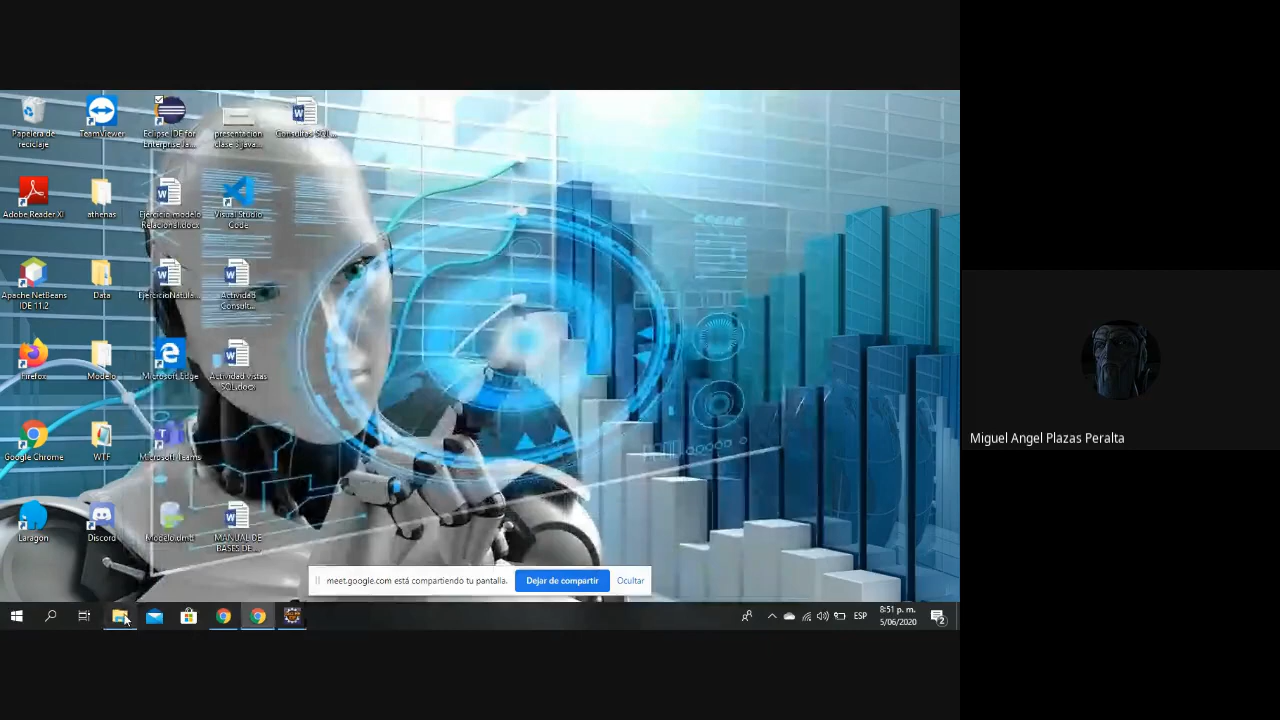 Papelera de
reciclaje
TeamViewer
Eclipse IDE for
Enterprise Ja...
presentacion
clase 8 java...
Consultas SQL...
Adobe Reader XI
athenas
Ejercicio modelo
Relacional.docx
Visual Studio
Code
Apache NetBeans
IDE 11.2
Data
Actividad
Consult...
Firefox
Modelo
Microsoft Edge
Actividad vistas
SQL.docx
Google Chrome
WTF
Microsoft Teams
Laragon
Discord
Modelo.dmd
MANUAL DE
BASES DE...
Miguel Angel Plazas Peralta
meet.google.com está compartiendo tu pantalla.
Dejar de compartir
Ocultar
ESP
8:51 p. m.
5/06/2020
2